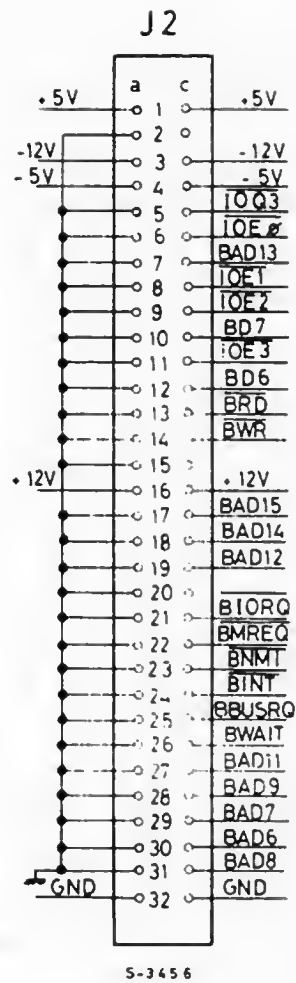 J2
a c
+5V 1 +5V
2
-12V 3 -12V
-5V 4 -5V
5 IOQ3
6 IOEø
7 BAD13
8 IOE1
9 IOE2
10 BD7
11 IOE3
12 BD6
13 BRD
14 BWR
15
+12V 16 +12V
17 BAD15
18 BAD14
19 BAD12
20
21 BIORQ
22 BMREQ
23 BNMT
24 BINT
25 BBUSRQ
26 BWAIT
27 BAD11
28 BAD9
29 BAD7
30 BAD6
31 BAD8
GND 32 GND
S-3456